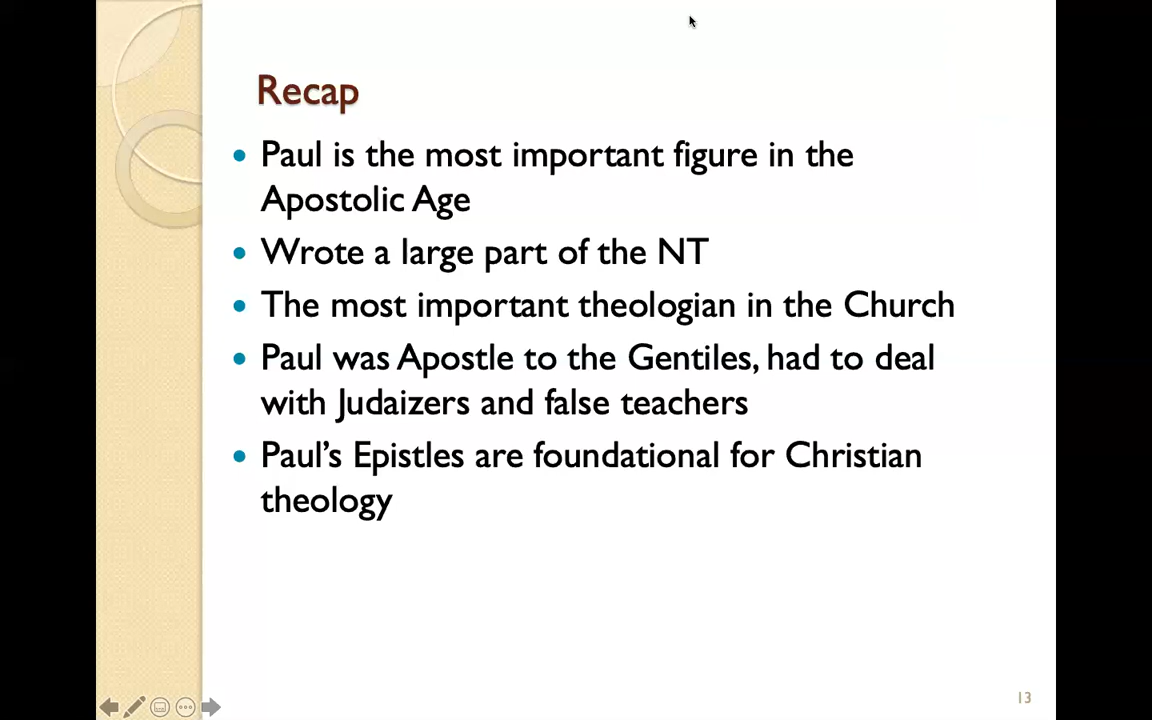 Recap
• Paul is the most important figure in the
Apostolic Age
• Wrote a large part of the NT
• The most important theologian in the Church
• Paul was Apostle to the Gentiles, had to deal
with Judaizers and false teachers
• Paul’s Epistles are foundational for Christian
theology
13